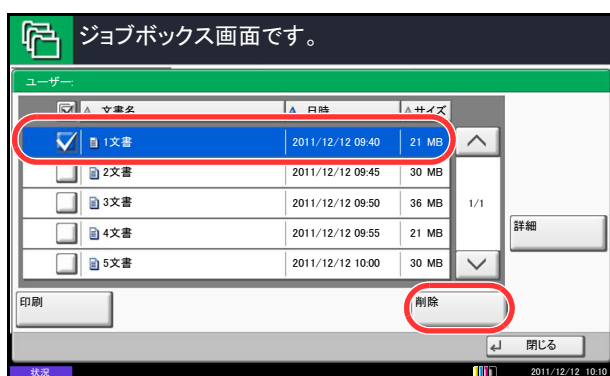 ジョブボックス画面です。
ユーザー:
文書名 日時 サイズ
1文書 2011/12/12 09:40 21 MB
2文書 2011/12/12 09:45 30 MB
3文書 2011/12/12 09:50 36 MB 1/1
4文書 2011/12/12 09:55 21 MB
詳細
5文書 2011/12/12 10:00 30 MB
印刷 削除
閉じる
状況 2011/12/12 10:10